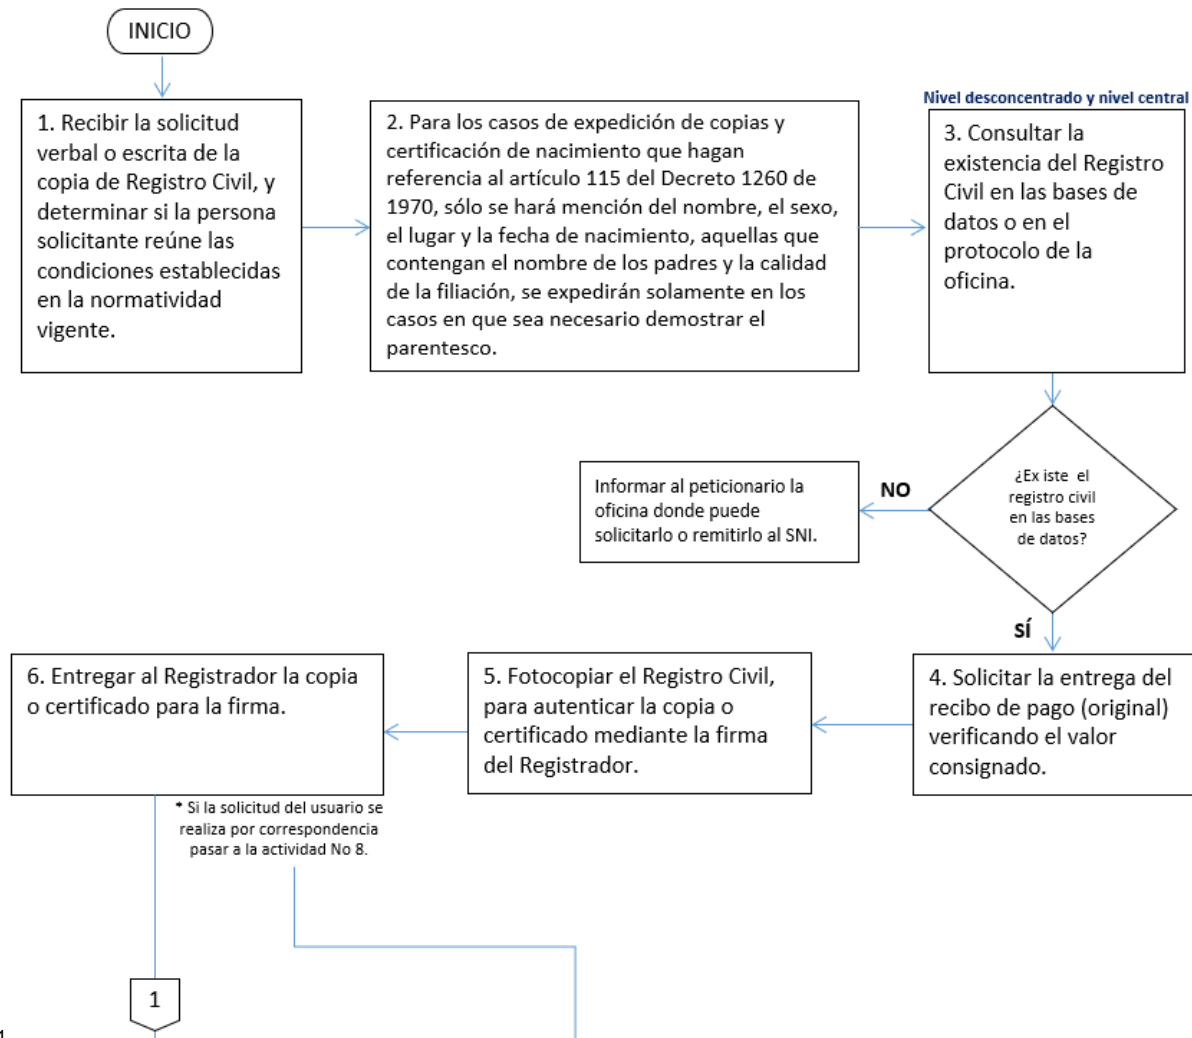 INICIO
1. Recibir la solicitud
verbal o escrita de la
copia de Registro Civil, y
determinar si la persona
solicitante reúne las
condiciones establecidas
en la normatividad
vigente.
2. Para los casos de expedición de copias y
certificación de nacimiento que hagan
referencia al artículo 115 del Decreto 1260 de
1970, sólo se hará mención del nombre, el sexo,
el lugar y la fecha de nacimiento, aquellas que
contengan el nombre de los padres y la calidad
de la filiación, se expedirán solamente en los
casos en que sea necesario demostrar el
parentesco.
Nivel desconcentrado y nivel central
3. Consultar la
existencia del Registro
Civil en las bases de
datos o en el
protocolo de la
oficina.
¿Ex iste el
registro civil
en las bases
de datos?
NO
Informar al peticionario la
oficina donde puede
solicitarlo o remitirlo al SNI.
SÍ
4. Solicitar la entrega del
recibo de pago (original)
verificando el valor
consignado.
5. Fotocopiar el Registro Civil,
para autenticar la copia o
certificado mediante la firma
del Registrador.
6. Entregar al Registrador la copia
o certificado para la firma.
* Si la solicitud del usuario se
realiza por correspondencia
pasar a la actividad No 8.
1